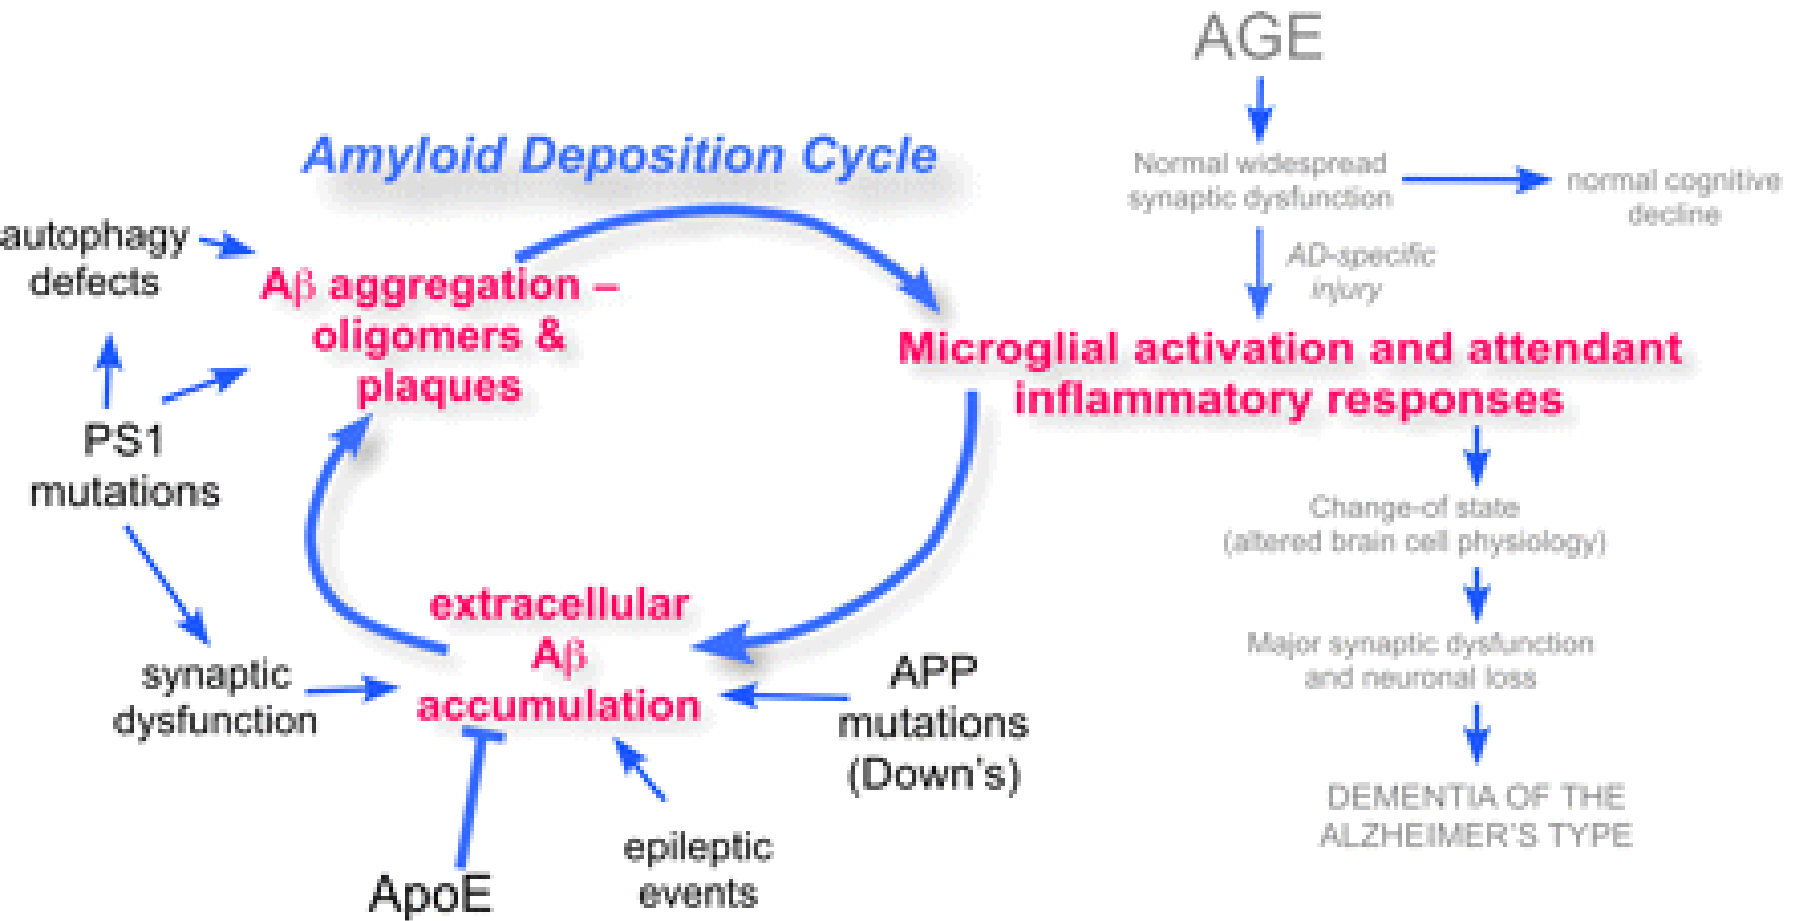 AGE
Amyloid Deposition Cycle
Normal widespread
synaptic dysfunction
normal cognitive
decline
AD-specific
injury
autophagy
defects
Aβ aggregation –
oligomers &
plaques
Microglial activation and attendant
inflammatory responses
PS1
mutations
Change-of state
(altered brain cell physiology)
extracellular
Aβ
accumulation
Major synaptic dysfunction
and neuronal loss
synaptic
dysfunction
APP
mutations
(Down's)
DEMENTIA OF THE
ALZHEIMER'S TYPE
epileptic
events
ApoE